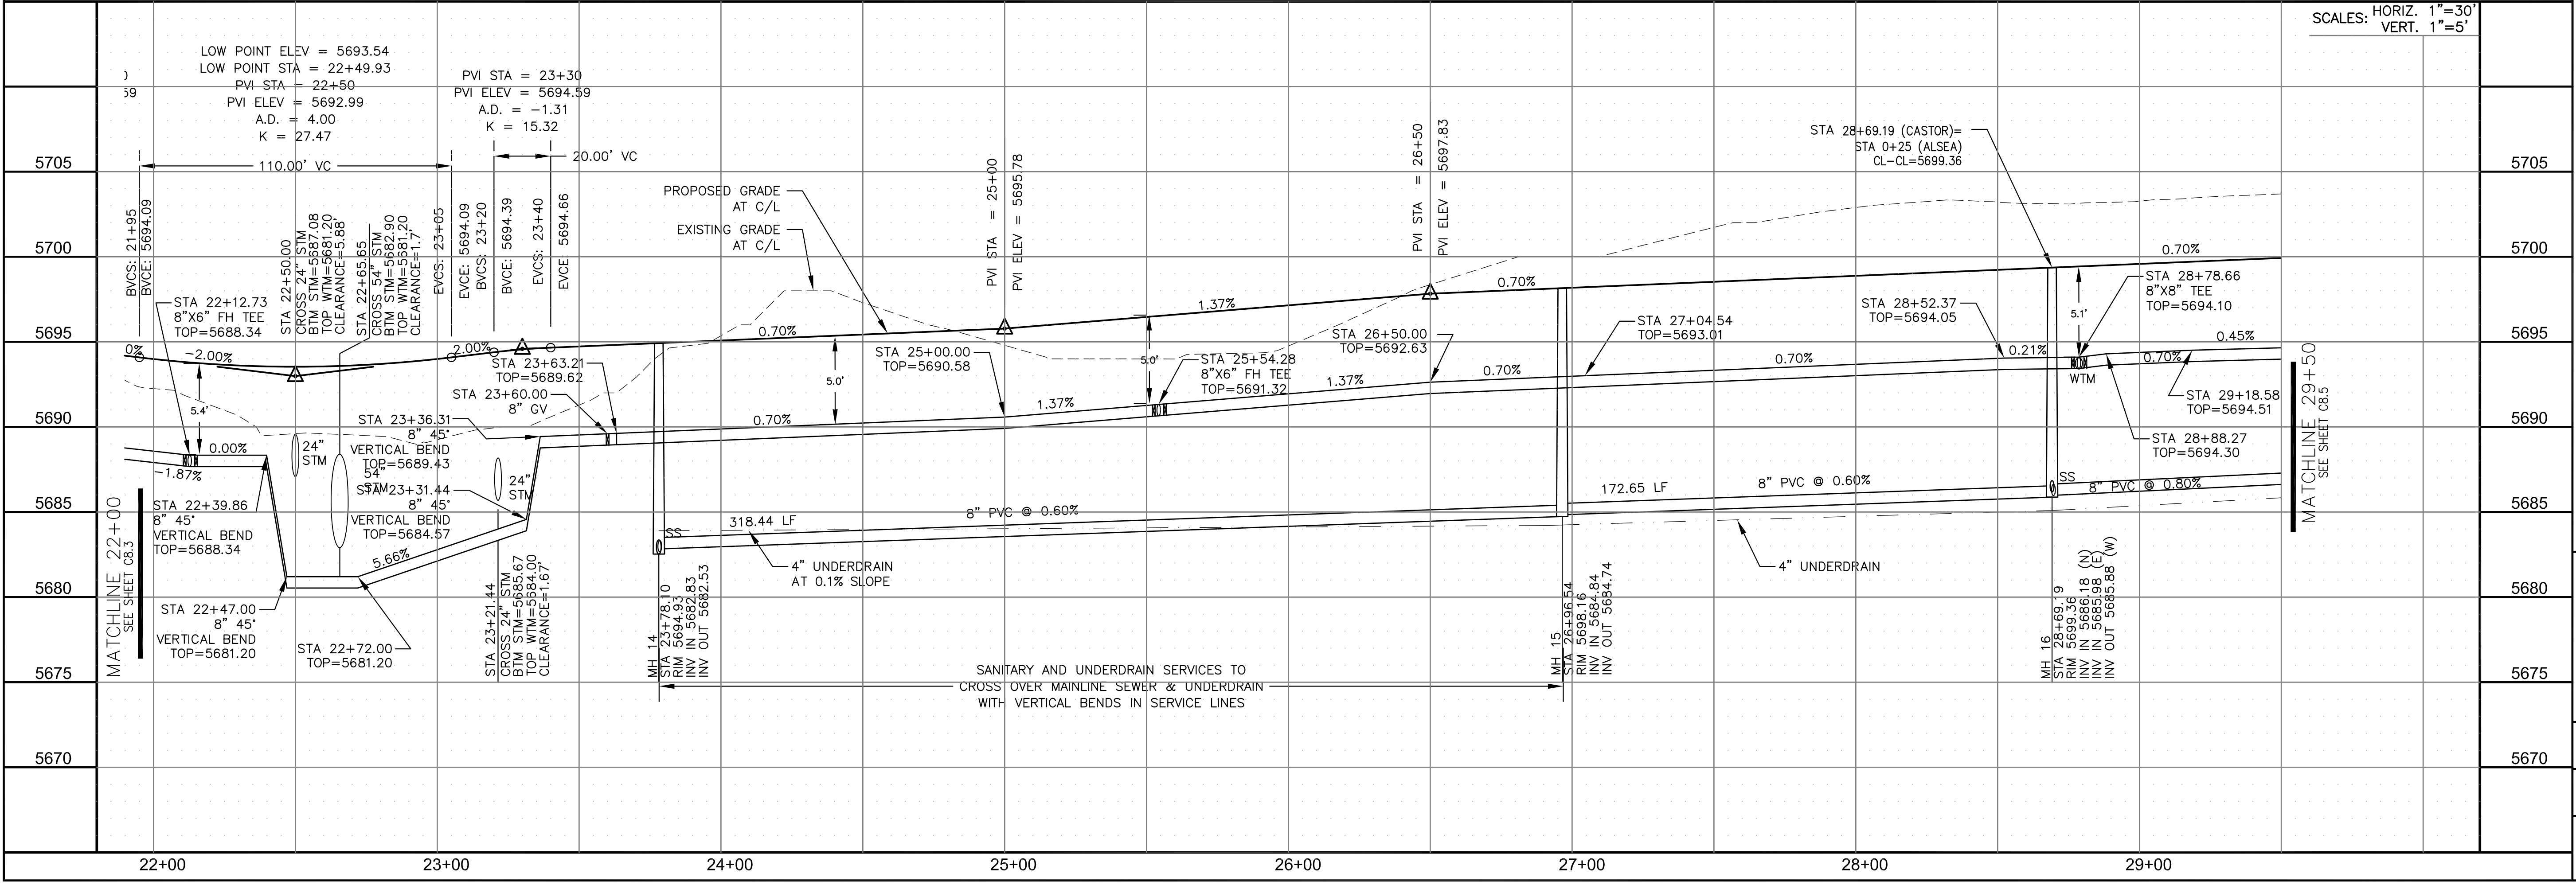 SCALES: HORIZ. 1"=30'
VERT. 1"=5'
LOW POINT ELEV = 5693.54
LOW POINT STA = 22+49.93
PVI STA = 22+50
PVI ELEV = 5692.99
A.D. = 4.00
K = 27.47
110.00' VC
PVI STA = 23+30
PVI ELEV = 5694.59
A.D. = -1.31
K = 15.32
20.00' VC
59
BVCS: 21+95
BVCE: 5694.09
STA 22+50.00
CROSS 24" STM
BTM STM=5687.08
TOP WTM=5681.20
CLEARANCE=5.88'
STA 22+65.65
CROSS 54" STM
BTM STM=5682.90
TOP WTM=5681.20
CLEARANCE=1.7'
EVCS: 23+05
EVCE: 5694.09
BVCS: 23+20
BVCE: 5694.39
EVCS: 23+40
EVCE: 5694.66
PROPOSED GRADE
AT C/L
EXISTING GRADE
AT C/L
PVI STA = 25+00
PVI ELEV = 5695.78
PVI STA = 26+50
PVI ELEV = 5697.83
STA 28+69.19 (CASTOR)=
STA 0+25 (ALSEA)
CL-CL=5699.36
5705
5700
5695
5690
5685
5680
5675
5670
5705
5700
5695
5690
5685
5680
5675
5670
STA 22+12.73
8"X6" FH TEE
TOP=5688.34
0%
-2.00%
2.00%
0.70%
1.37%
0.70%
0.70%
5.4'
5.0'
5.0'
5.1'
0.00%
-1.87%
24"
STM
54"
STM
24"
STM
STA 23+63.21
TOP=5689.62
STA 23+60.00
8" GV
STA 23+36.31
8" 45°
VERTICAL BEND
TOP=5689.43
STA 23+31.44
8" 45°
VERTICAL BEND
TOP=5684.57
STA 22+39.86
8" 45°
VERTICAL BEND
TOP=5688.34
STA 22+47.00
8" 45°
VERTICAL BEND
TOP=5681.20
STA 22+72.00
TOP=5681.20
5.66%
STA 23+21.44
CROSS 24" STM
BTM STM=5685.67
TOP WTM=5684.00
CLEARANCE=1.67'
0.70%
STA 25+00.00
TOP=5690.58
1.37%
STA 25+54.28
8"X6" FH TEE
TOP=5691.32
1.37%
STA 26+50.00
TOP=5692.63
0.70%
STA 27+04.54
TOP=5693.01
0.70%
STA 28+52.37
TOP=5694.05
0.21%
STA 28+78.66
8"X8" TEE
TOP=5694.10
WTM
0.70%
0.45%
STA 29+18.58
TOP=5694.51
STA 28+88.27
TOP=5694.30
SS
318.44 LF
8" PVC @ 0.60%
172.65 LF
8" PVC @ 0.60%
SS
8" PVC @ 0.80%
4" UNDERDRAIN
AT 0.1% SLOPE
4" UNDERDRAIN
MH 14
STA 23+78.10
RIM 5694.93
INV IN 5682.83
INV OUT 5682.53
MH 15
STA 26+96.54
RIM 5698.16
INV IN 5684.84
INV OUT 5684.74
MH 16
STA 28+69.19
RIM 5699.36
INV IN 5686.18 (N)
INV IN 5685.98 (E)
INV OUT 5685.88 (W)
SANITARY AND UNDERDRAIN SERVICES TO
CROSS OVER MAINLINE SEWER & UNDERDRAIN
WITH VERTICAL BENDS IN SERVICE LINES
MATCHLINE 22+00
SEE SHEET C8.3
MATCHLINE 29+50
SEE SHEET C8.5
22+00
23+00
24+00
25+00
26+00
27+00
28+00
29+00